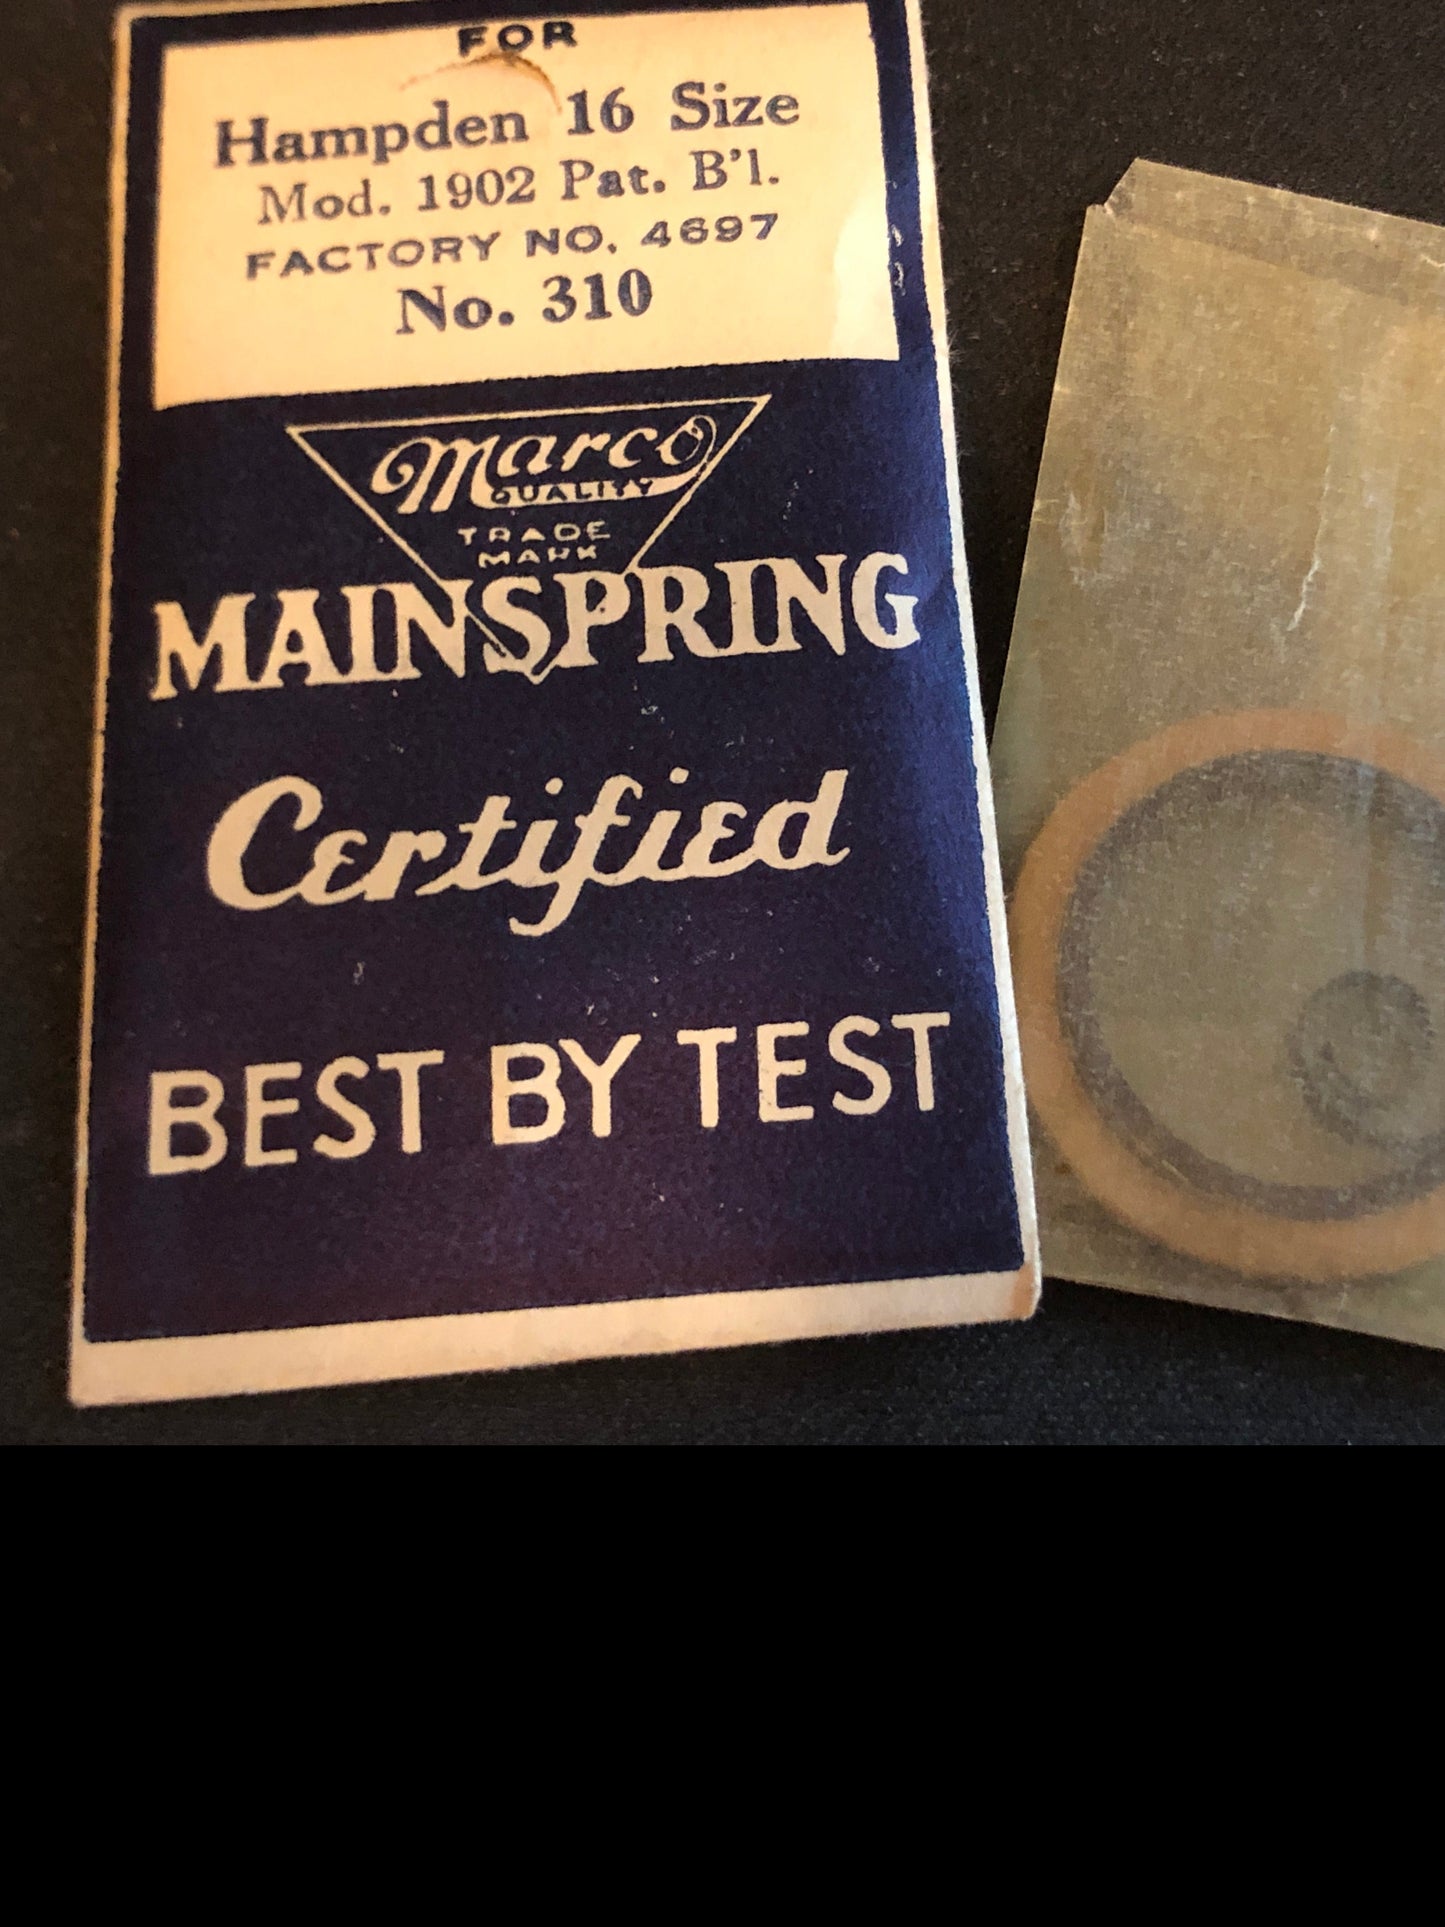 FOR
Hampden 16 Size
Mod. 1902 Pat. B'l.
FACTORY NO. 4697
No. 310
Marco
QUALITY
TRADE
MARK
MAINSPRING
Certified
BEST BY TEST